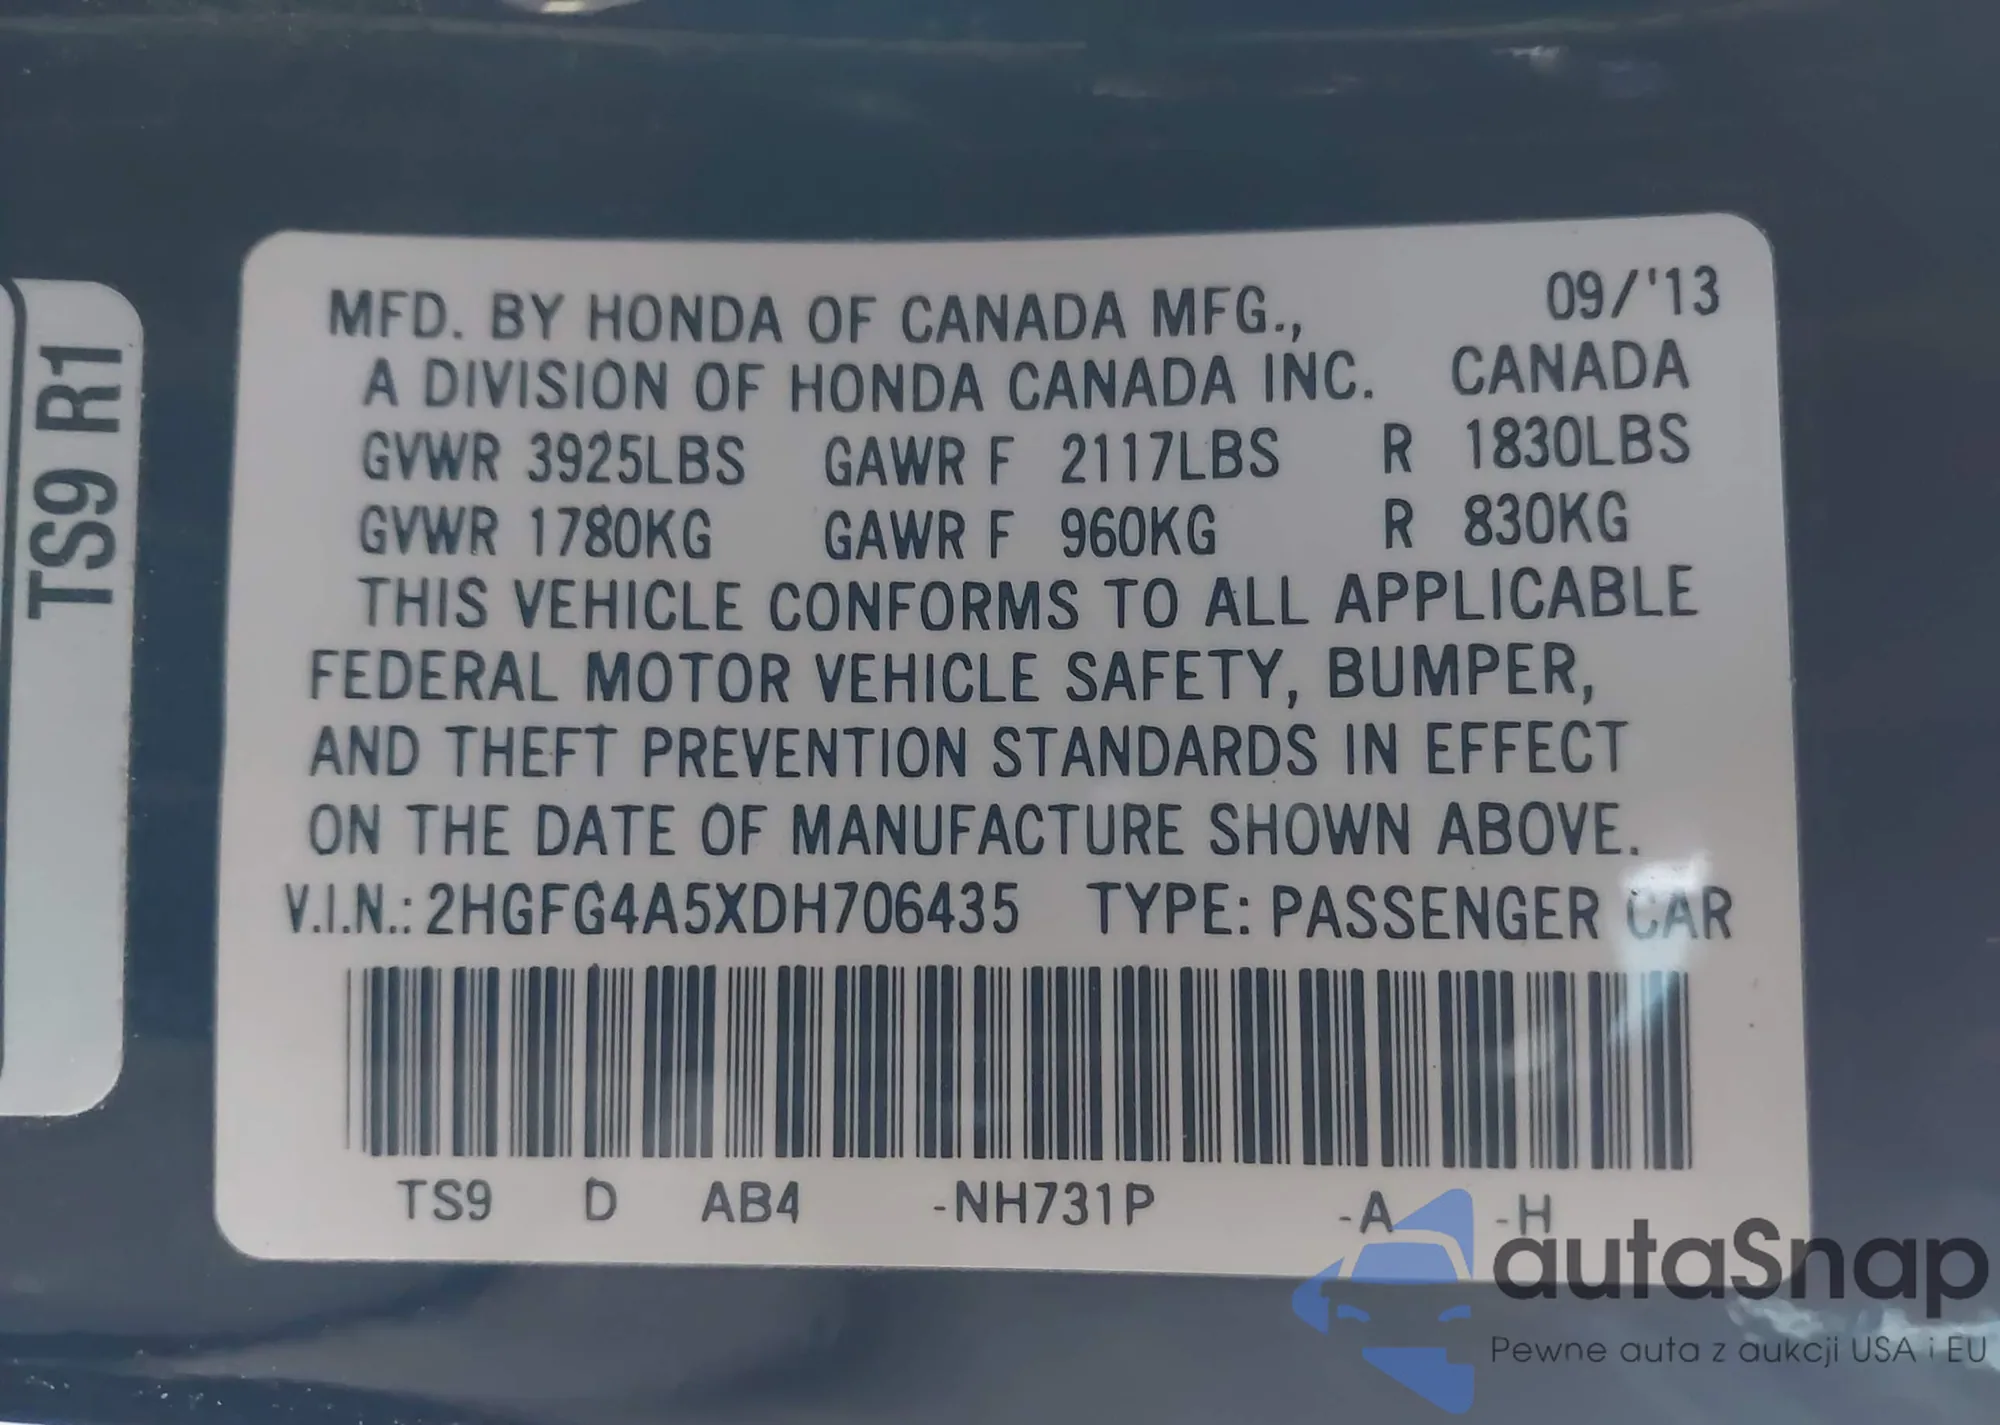 MFD. BY HONDA OF CANADA MFG., 09/'13
A DIVISION OF HONDA CANADA INC. CANADA
GVWR 3925LBS GAWR F 2117LBS R 1830LBS
GVWR 1780KG GAWR F 960KG R 830KG
THIS VEHICLE CONFORMS TO ALL APPLICABLE
FEDERAL MOTOR VEHICLE SAFETY, BUMPER,
AND THEFT PREVENTION STANDARDS IN EFFECT
ON THE DATE OF MANUFACTURE SHOWN ABOVE.
V.I.N.: 2HGFG4A5XDH706435 TYPE: PASSENGER CAR
TS9 D AB4 -NH731P -A -H
TS9 R1
autaSnap
Pewne auta z aukcji USA i EU